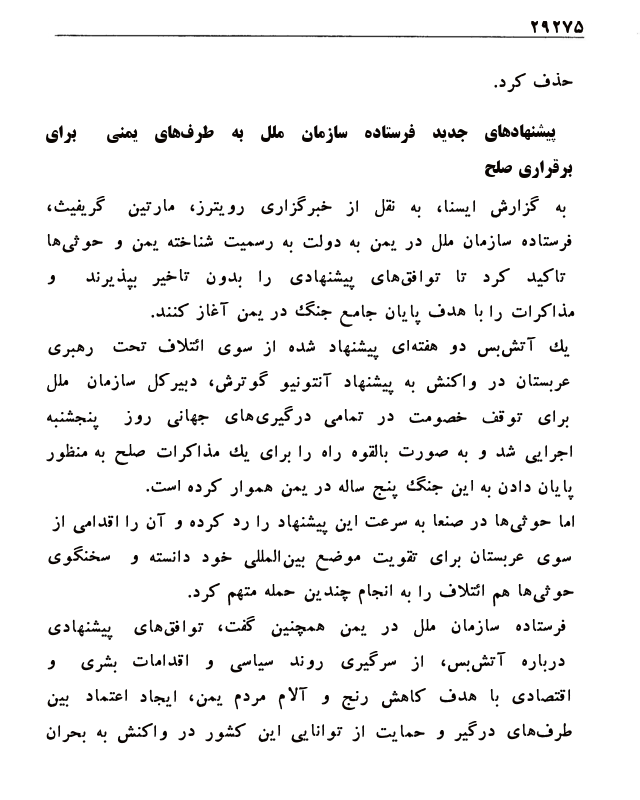 ۲۹۲۷۵
حذف کرد.
پیشنهادهای جدید فرستاده سازمان ملل به طرف‌های یمنی برای
برقراری صلح
به گزارش ایسنا، به نقل از خبرگزاری رویترز، مارتین گریفیث،
فرستاده سازمان ملل در یمن به دولت به رسمیت شناخته یمن و حوثی‌ها
تاکید کرد تا توافق‌های پیشنهادی را بدون تاخیر بپذیرند و
مذاکرات را با هدف پایان جامع جنگ در یمن آغاز کنند.
یك آتش‌بس دو هفته‌ای پیشنهاد شده از سوی ائتلاف تحت رهبری
عربستان در واکنش به پیشنهاد آنتونیو گوترش، دبیرکل سازمان ملل
برای توقف خصومت در تمامی درگیری‌های جهانی روز پنجشنبه
اجرایی شد و به صورت بالقوه راه را برای یك مذاکرات صلح به منظور
پایان دادن به این جنگ پنج ساله در یمن هموار کرده است.
اما حوثی‌ها در صنعا به سرعت این پیشنهاد را رد کرده و آن را اقدامی از
سوی عربستان برای تقویت موضع بین‌المللی خود دانسته و سخنگوی
حوثی‌ها هم ائتلاف را به انجام چندین حمله متهم کرد.
فرستاده سازمان ملل در یمن همچنین گفت، توافق‌های پیشنهادی
درباره آتش‌بس، از سرگیری روند سیاسی و اقدامات بشری و
اقتصادی با هدف کاهش رنج و آلام مردم یمن، ایجاد اعتماد بین
طرف‌های درگیر و حمایت از توانایی این کشور در واکنش به بحران